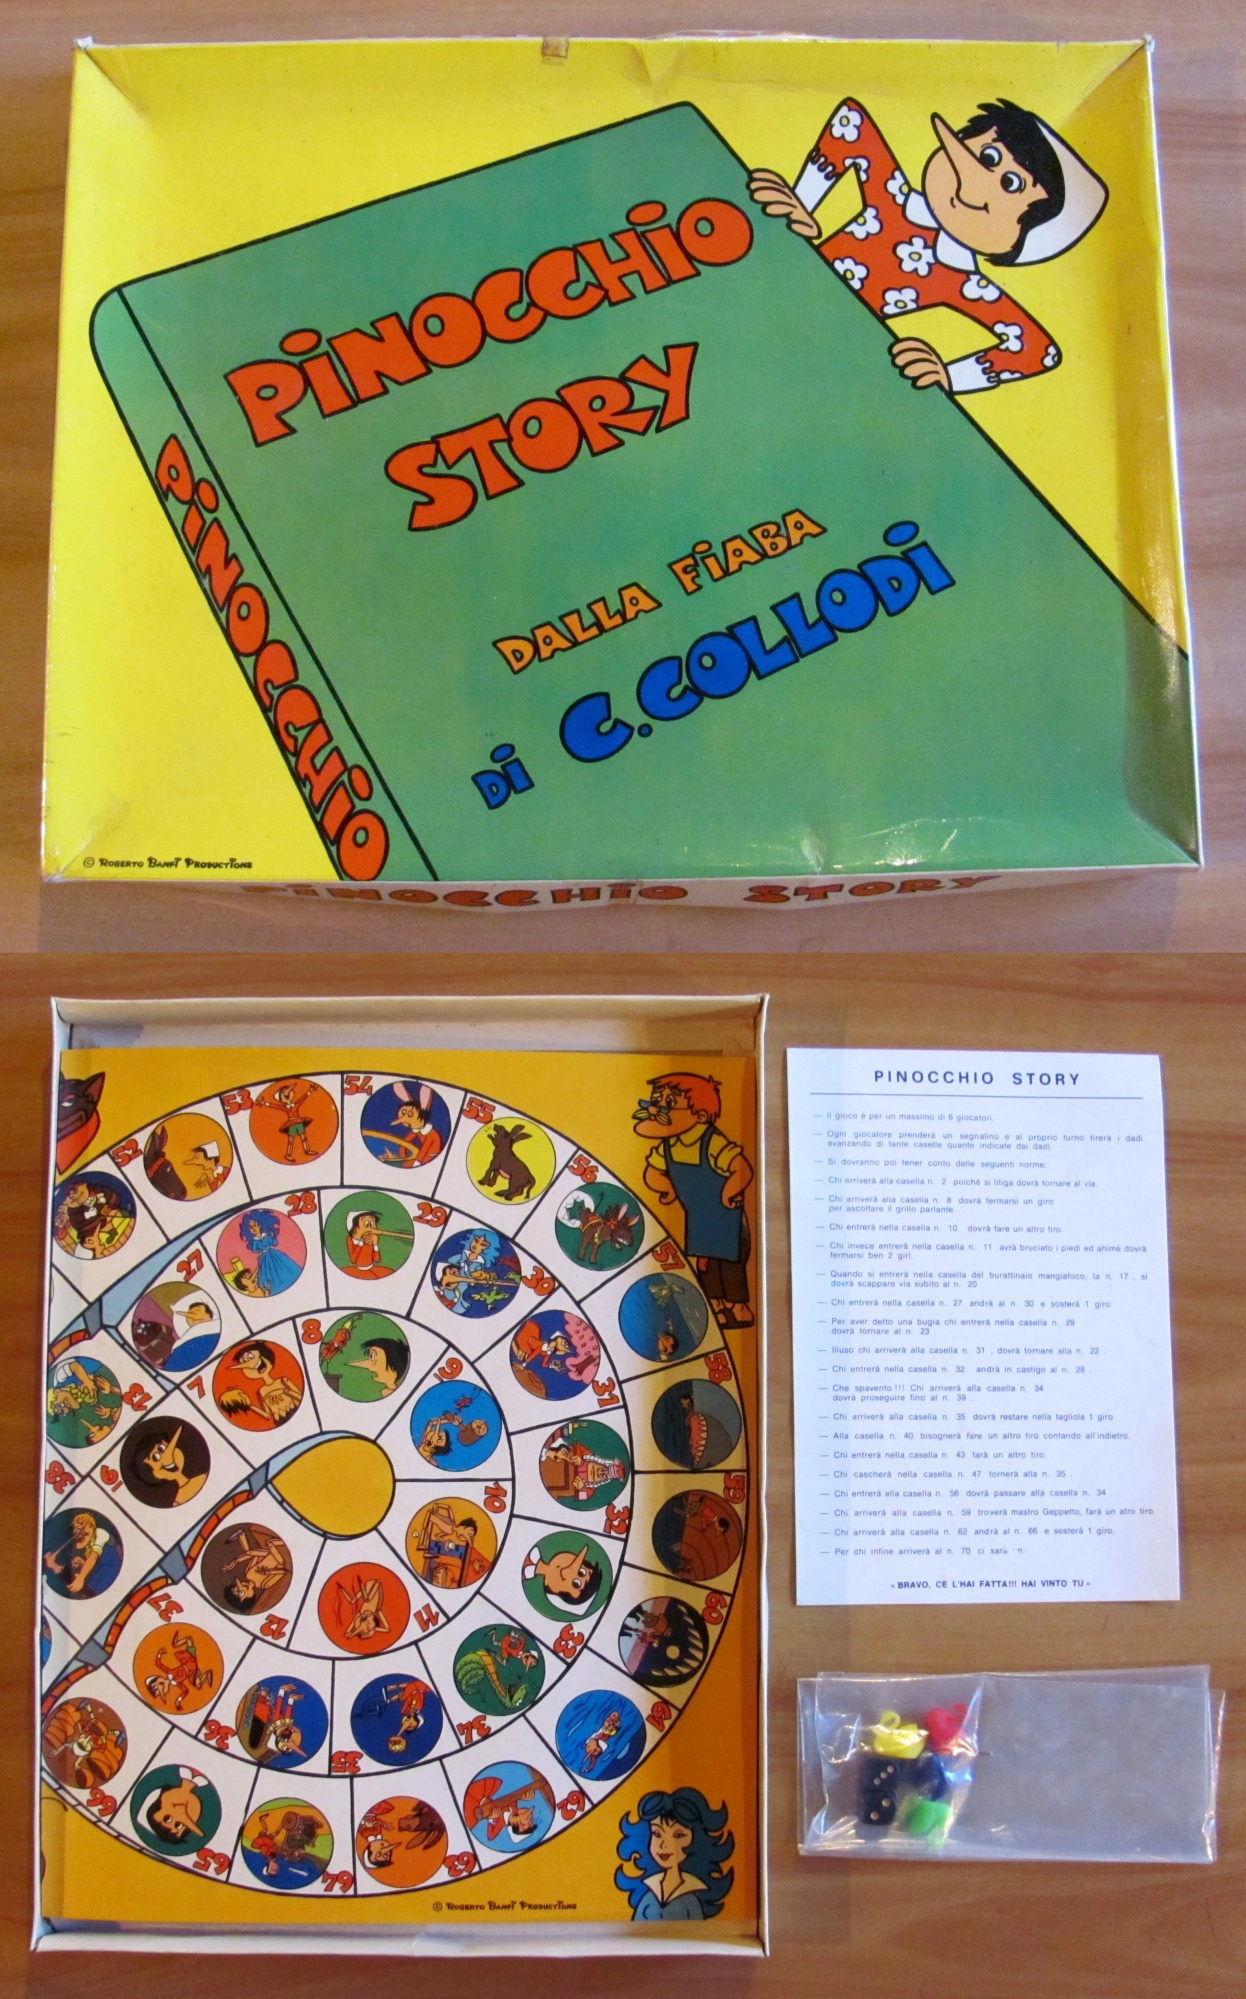 PiNOCCHiO
STORY
DALLA FiABA
Di C.COLLODi
PiNOCCHiO
© ROBERTO BANFI PRODUCTIONS
PiNOCCHiO STORY
52
53
54
55
56
57
58
59
60
61
62
63
64
65
66
27
28
29
30
31
32
33
34
35
36
37
38
7
8
9
10
11
12
13
© ROBERTO BANFI PRODUCTIONS
PINOCCHIO STORY
— Il gioco è per un massimo di 6 giocatori.
— Ogni giocatore prenderà un segnalino e al proprio turno tirerà i dadi
avanzando di tante caselle quante indicate dai dadi.
— Si dovranno poi tener conto delle seguenti norme:
— Chi arriverà alla casella n. 2 poichè si litiga dovrà tornare al via.
— Chi arriverà alla casella n. 8 dovrà fermarsi un giro
per ascoltare il grillo parlante.
— Chi entrerà nella casella n. 10 dovrà fare un altro tiro.
— Chi invece entrerà nella casella n. 11 avrà bruciato i piedi ed animè dovrà
fermarsi ben 2 giri.
— Quando si entrerà nella casella del burattinaio mangiafoco, la n. 17 , si
dovrà scappare via subito al n. 20
— Chi entrerà nella casella n. 27 andrà al n. 30 e sosterà 1 giro.
— Per aver detto una bugia chi entrerà nella casella n. 29
dovrà tornare al n. 23 .
— Illuso chi arriverà alla casella n. 31 , dovrà tornare alla n. 22 .
— Chi entrerà nella casella n. 32 andrà in castigo al n. 28 .
— Che spavento!!! Chi arriverà alla casella n. 34
dovrà proseguire fino al n. 39 .
— Chi arriverà alla casella n. 35 dovrà restare nella tagliola 1 giro
— Alla casella n. 40 bisognerà fare un altro tiro contando all'indietro.
— Chi entrerà nella casella n. 43 farà un altro tiro.
— Chi cascherà nella casella n. 47 tornerà alla n. 35 .
— Chi entrerà alla casella n. 56 dovrà passare alla casella n. 34 .
— Chi arriverà alla casella n. 59 troverà mastro Geppetto, farà un atro tiro.
— Chi arriverà alla casella n. 62 andrà al n. 66 e sosterà 1 giro.
— Per chi infine arriverà al n. 70 ci sarà
« BRAVO, CE L'HAI FATTA!!! HAI VINTO TU »